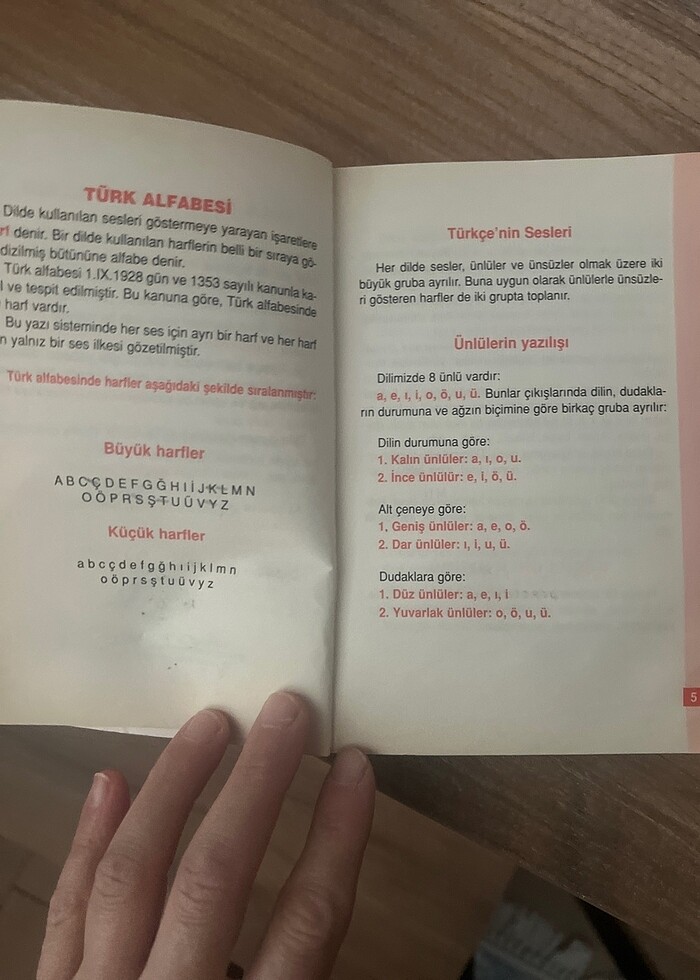 TÜRK ALFABESİ
Dilde kullanılan sesleri göstermeye yarayan işaretlere
denir. Bir dilde kullanılan harflerin belli bir sıraya gö-
dizilmiş bütününe alfabe denir.
Türk alfabesi 1.IX.1928 gün ve 1353 sayılı kanunla ka-
ve tespit edilmiştir. Bu kanuna göre, Türk alfabesinde
harf vardır.
Bu yazı sisteminde her ses için ayrı bir harf ve her harf
yalnız bir ses ilkesi gözetilmiştir.
Türk alfabesinde harfler aşağıdaki şekilde sıralanmıştır:
Büyük harfler
A B C Ç D E F G Ğ H I İ J K L M N
O Ö P R S Ş T U Ü V Y Z
Küçük harfler
a b c ç d e f g ğ h ı i j k l m n
o ö p r s ş t u ü v y z
Türkçe'nin Sesleri
Her dilde sesler, ünlüler ve ünsüzler olmak üzere iki
büyük gruba ayrılır. Buna uygun olarak ünlülerle ünsüzle-
ri gösteren harfler de iki grupta toplanır.
Ünlülerin yazılışı
Dilimizde 8 ünlü vardır:
a, e, ı, i, o, ö, u, ü. Bunlar çıkışlarında dilin, dudakla-
rın durumuna ve ağzın biçimine göre birkaç gruba ayrılır:
Dilin durumuna göre:
1. Kalın ünlüler: a, ı, o, u.
2. İnce ünlülür: e, i, ö, ü.
Alt çeneye göre:
1. Geniş ünlüler: a, e, o, ö.
2. Dar ünlüler: ı, i, u, ü.
Dudaklara göre:
1. Düz ünlüler: a, e, ı, i
2. Yuvarlak ünlüler: o, ö, u, ü.
5